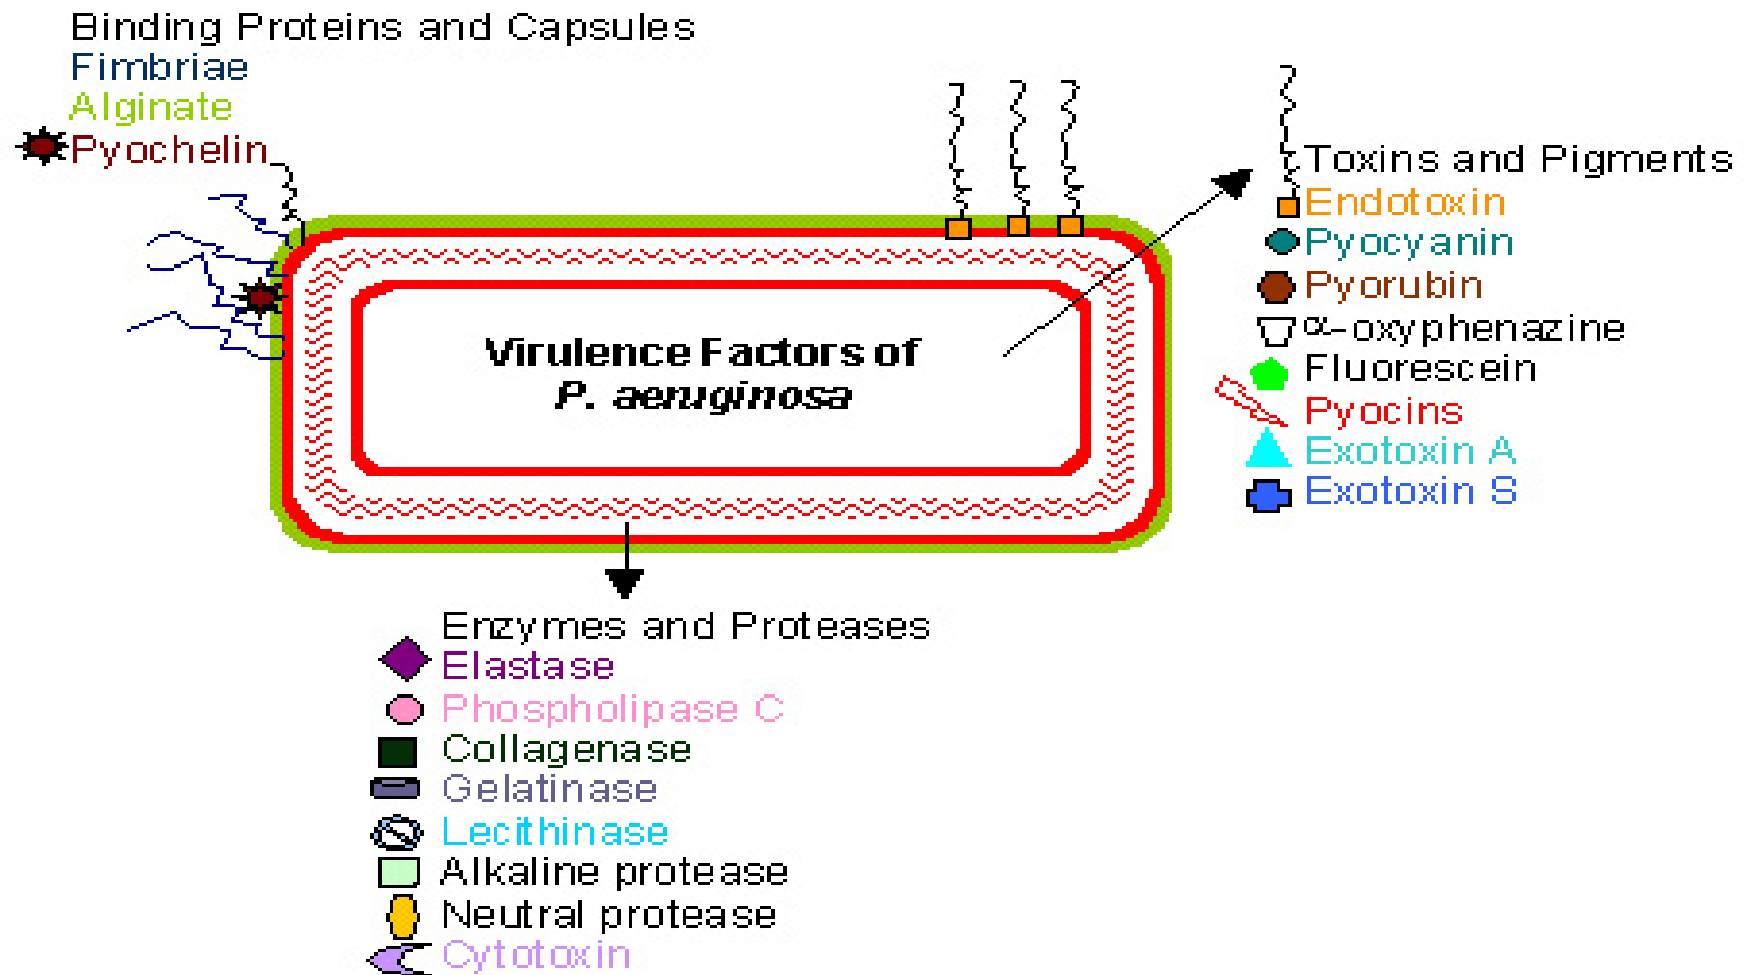 Binding Proteins and Capsules
Fimbriae
Alginate
Pyochelin
Toxins and Pigments
Endotoxin
Pyocyanin
Pyorubin
α-oxyphenazine
Fluorescein
Pyocins
Exotoxin A
Exotoxin S
Virulence Factors of
P. aeruginosa
Enzymes and Proteases
Elastase
Phospholipase C
Collagenase
Gelatinase
Lecithinase
Alkaline protease
Neutral protease
Cytotoxin